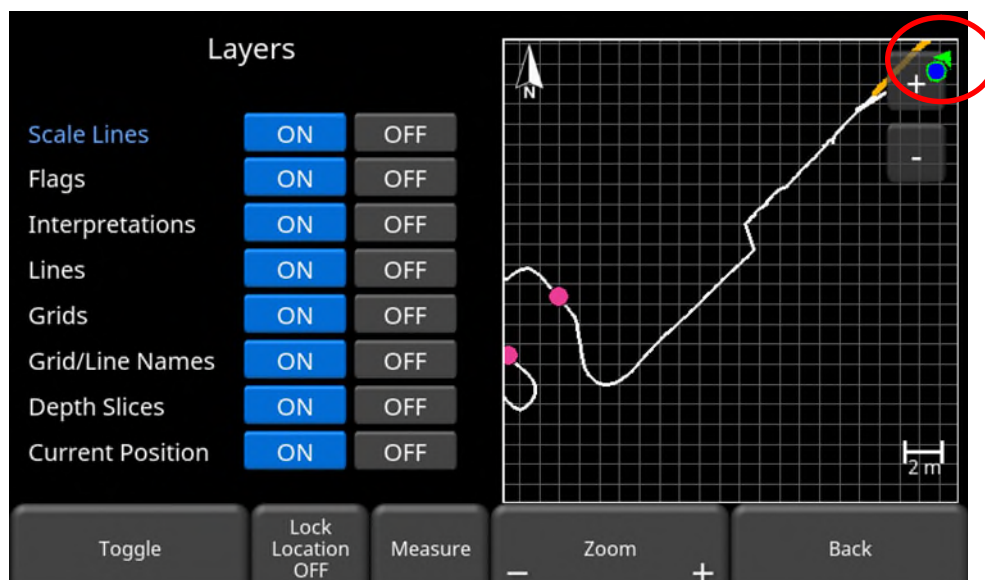 Layers
Scale Lines ON OFF
Flags ON OFF
Interpretations ON OFF
Lines ON OFF
Grids ON OFF
Grid/Line Names ON OFF
Depth Slices ON OFF
Current Position ON OFF
N
+
-
2 m
Toggle
Lock
Location
OFF
Measure
Zoom
− +
Back